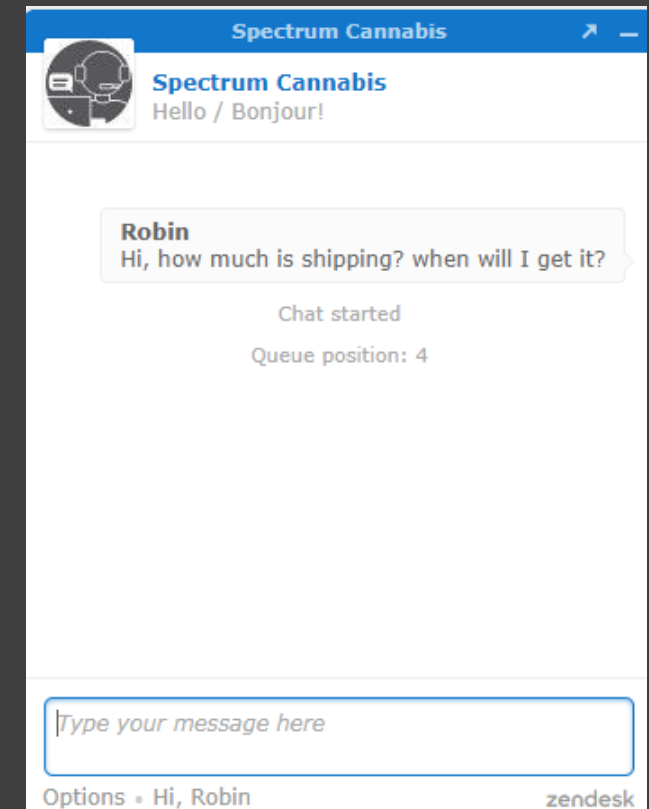 Spectrum Cannabis
Spectrum Cannabis
Hello / Bonjour!
Robin
Hi, how much is shipping? when will I get it?
Chat started
Queue position: 4
Type your message here
Options • Hi, Robin
zendesk